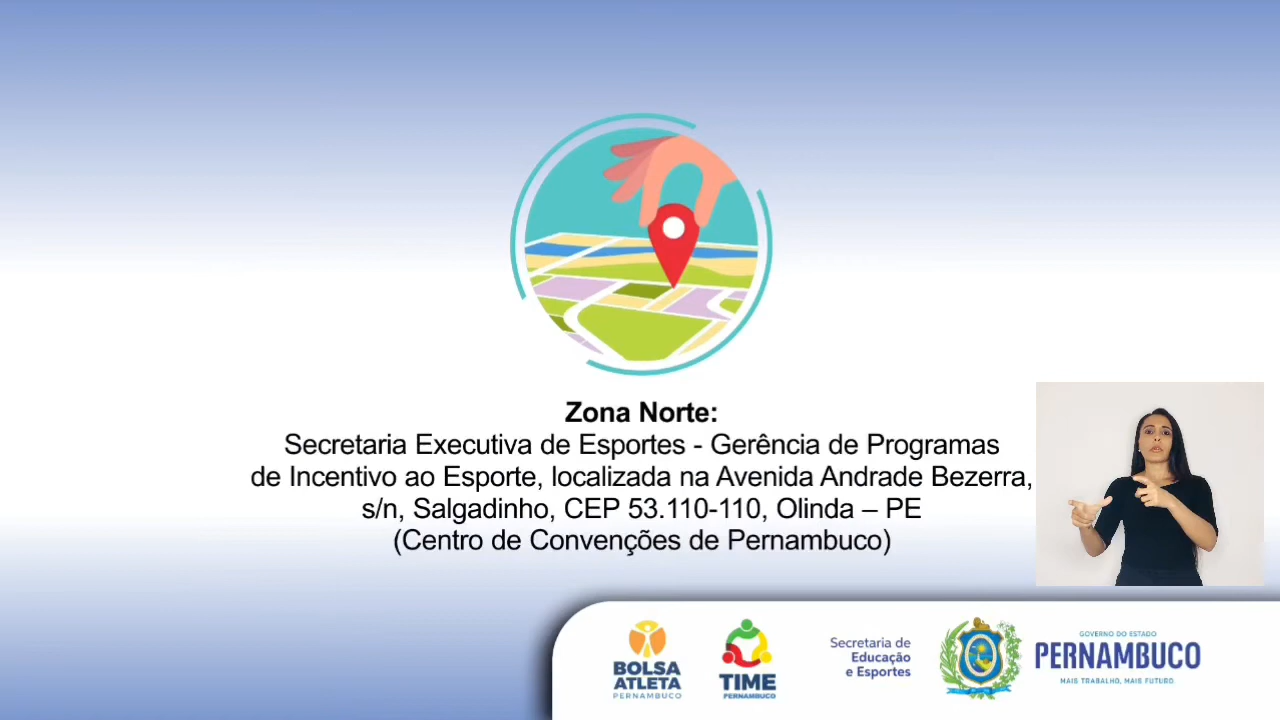 Zona Norte:
Secretaria Executiva de Esportes - Gerência de Programas
de Incentivo ao Esporte, localizada na Avenida Andrade Bezerra,
s/n, Salgadinho, CEP 53.110-110, Olinda – PE
(Centro de Convenções de Pernambuco)
BOLSA
ATLETA
PERNAMBUCO
TIME
PERNAMBUCO
Secretaria de
Educação
e Esportes
GOVERNO DO ESTADO
PERNAMBUCO
MAIS TRABALHO, MAIS FUTURO.